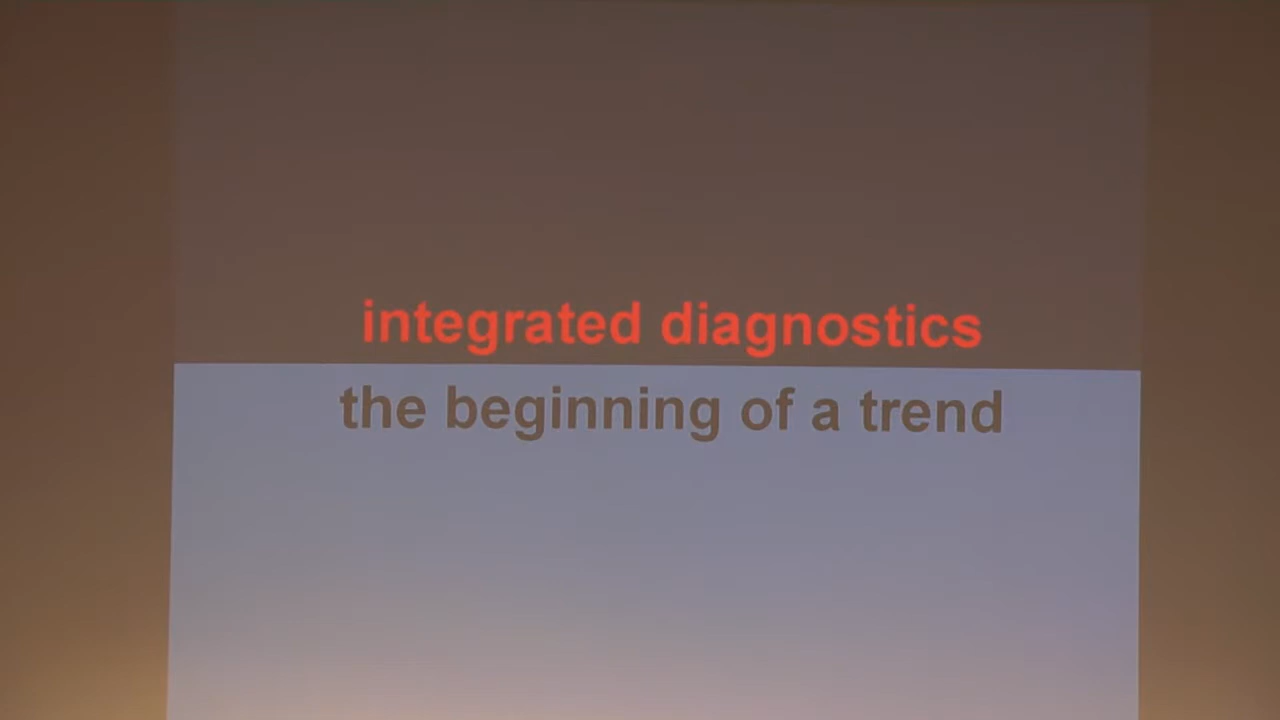 integrated diagnostics
the beginning of a trend